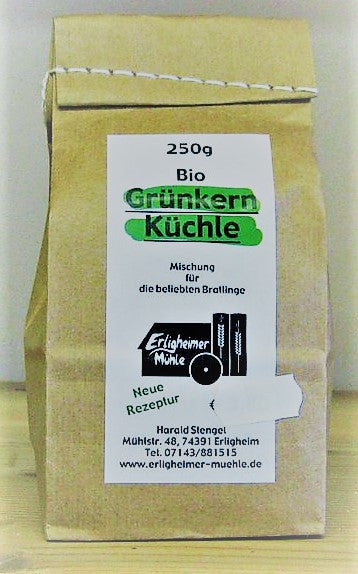 250g
Bio
Grünkern
Küchle
Mischung
für
die beliebten Bratlinge
Erligheimer
Mühle
Neue
Rezeptur
€
Harald Stengel
Mühlstr. 48, 74391 Erligheim
Tel. 07143/881515
www.erligheimer-muehle.de